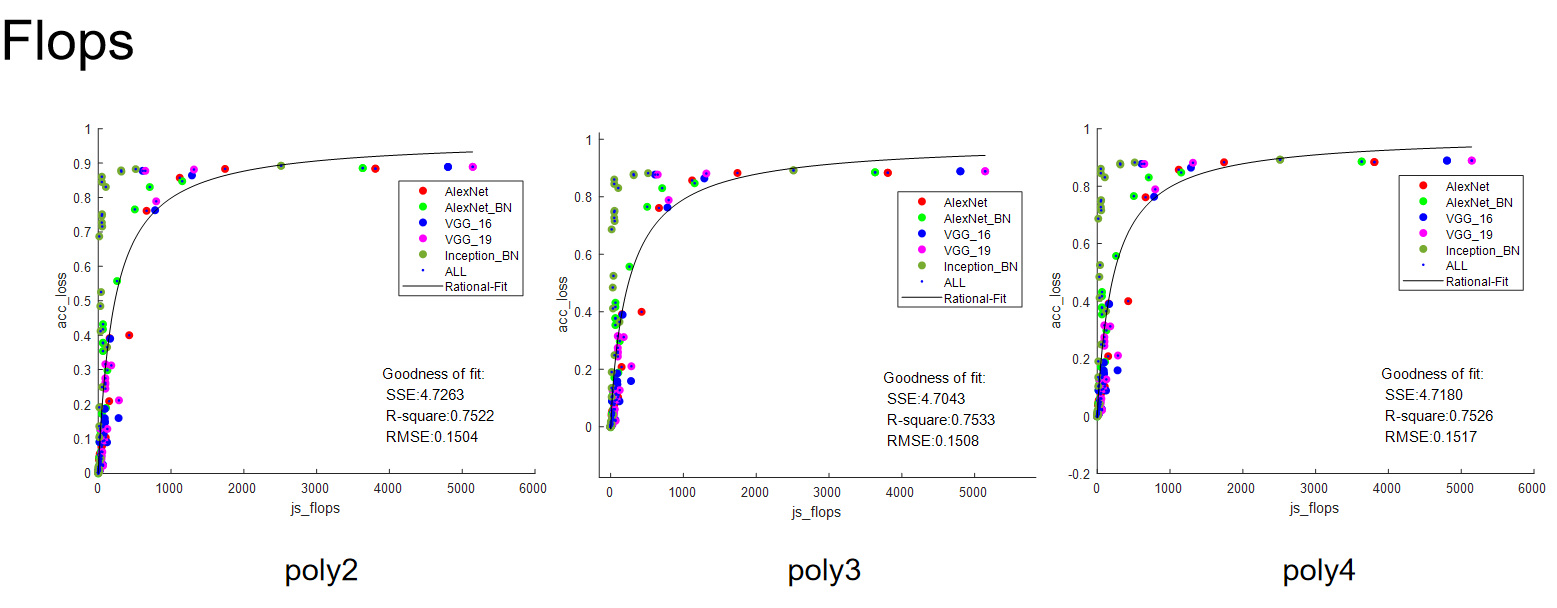 Flops
1
0.9
0.8
0.7
0.6
0.5
0.4
0.3
0.2
0.1
0
0
1000
2000
3000
4000
5000
6000
acc_loss
js_flops
AlexNet
AlexNet_BN
VGG_16
VGG_19
Inception_BN
ALL
Rational-Fit
Goodness of fit:
SSE:4.7263
R-square:0.7522
RMSE:0.1504
poly2
1
0.8
0.6
0.4
0.2
0
0
1000
2000
3000
4000
5000
acc_loss
js_flops
AlexNet
AlexNet_BN
VGG_16
VGG_19
Inception_BN
ALL
Rational-Fit
Goodness of fit:
SSE:4.7043
R-square:0.7533
RMSE:0.1508
poly3
1
0.8
0.6
0.4
0.2
0
-0.2
0
1000
2000
3000
4000
5000
6000
acc_loss
js_flops
AlexNet
AlexNet_BN
VGG_16
VGG_19
Inception_BN
ALL
Rational-Fit
Goodness of fit:
SSE:4.7180
R-square:0.7526
RMSE:0.1517
poly4